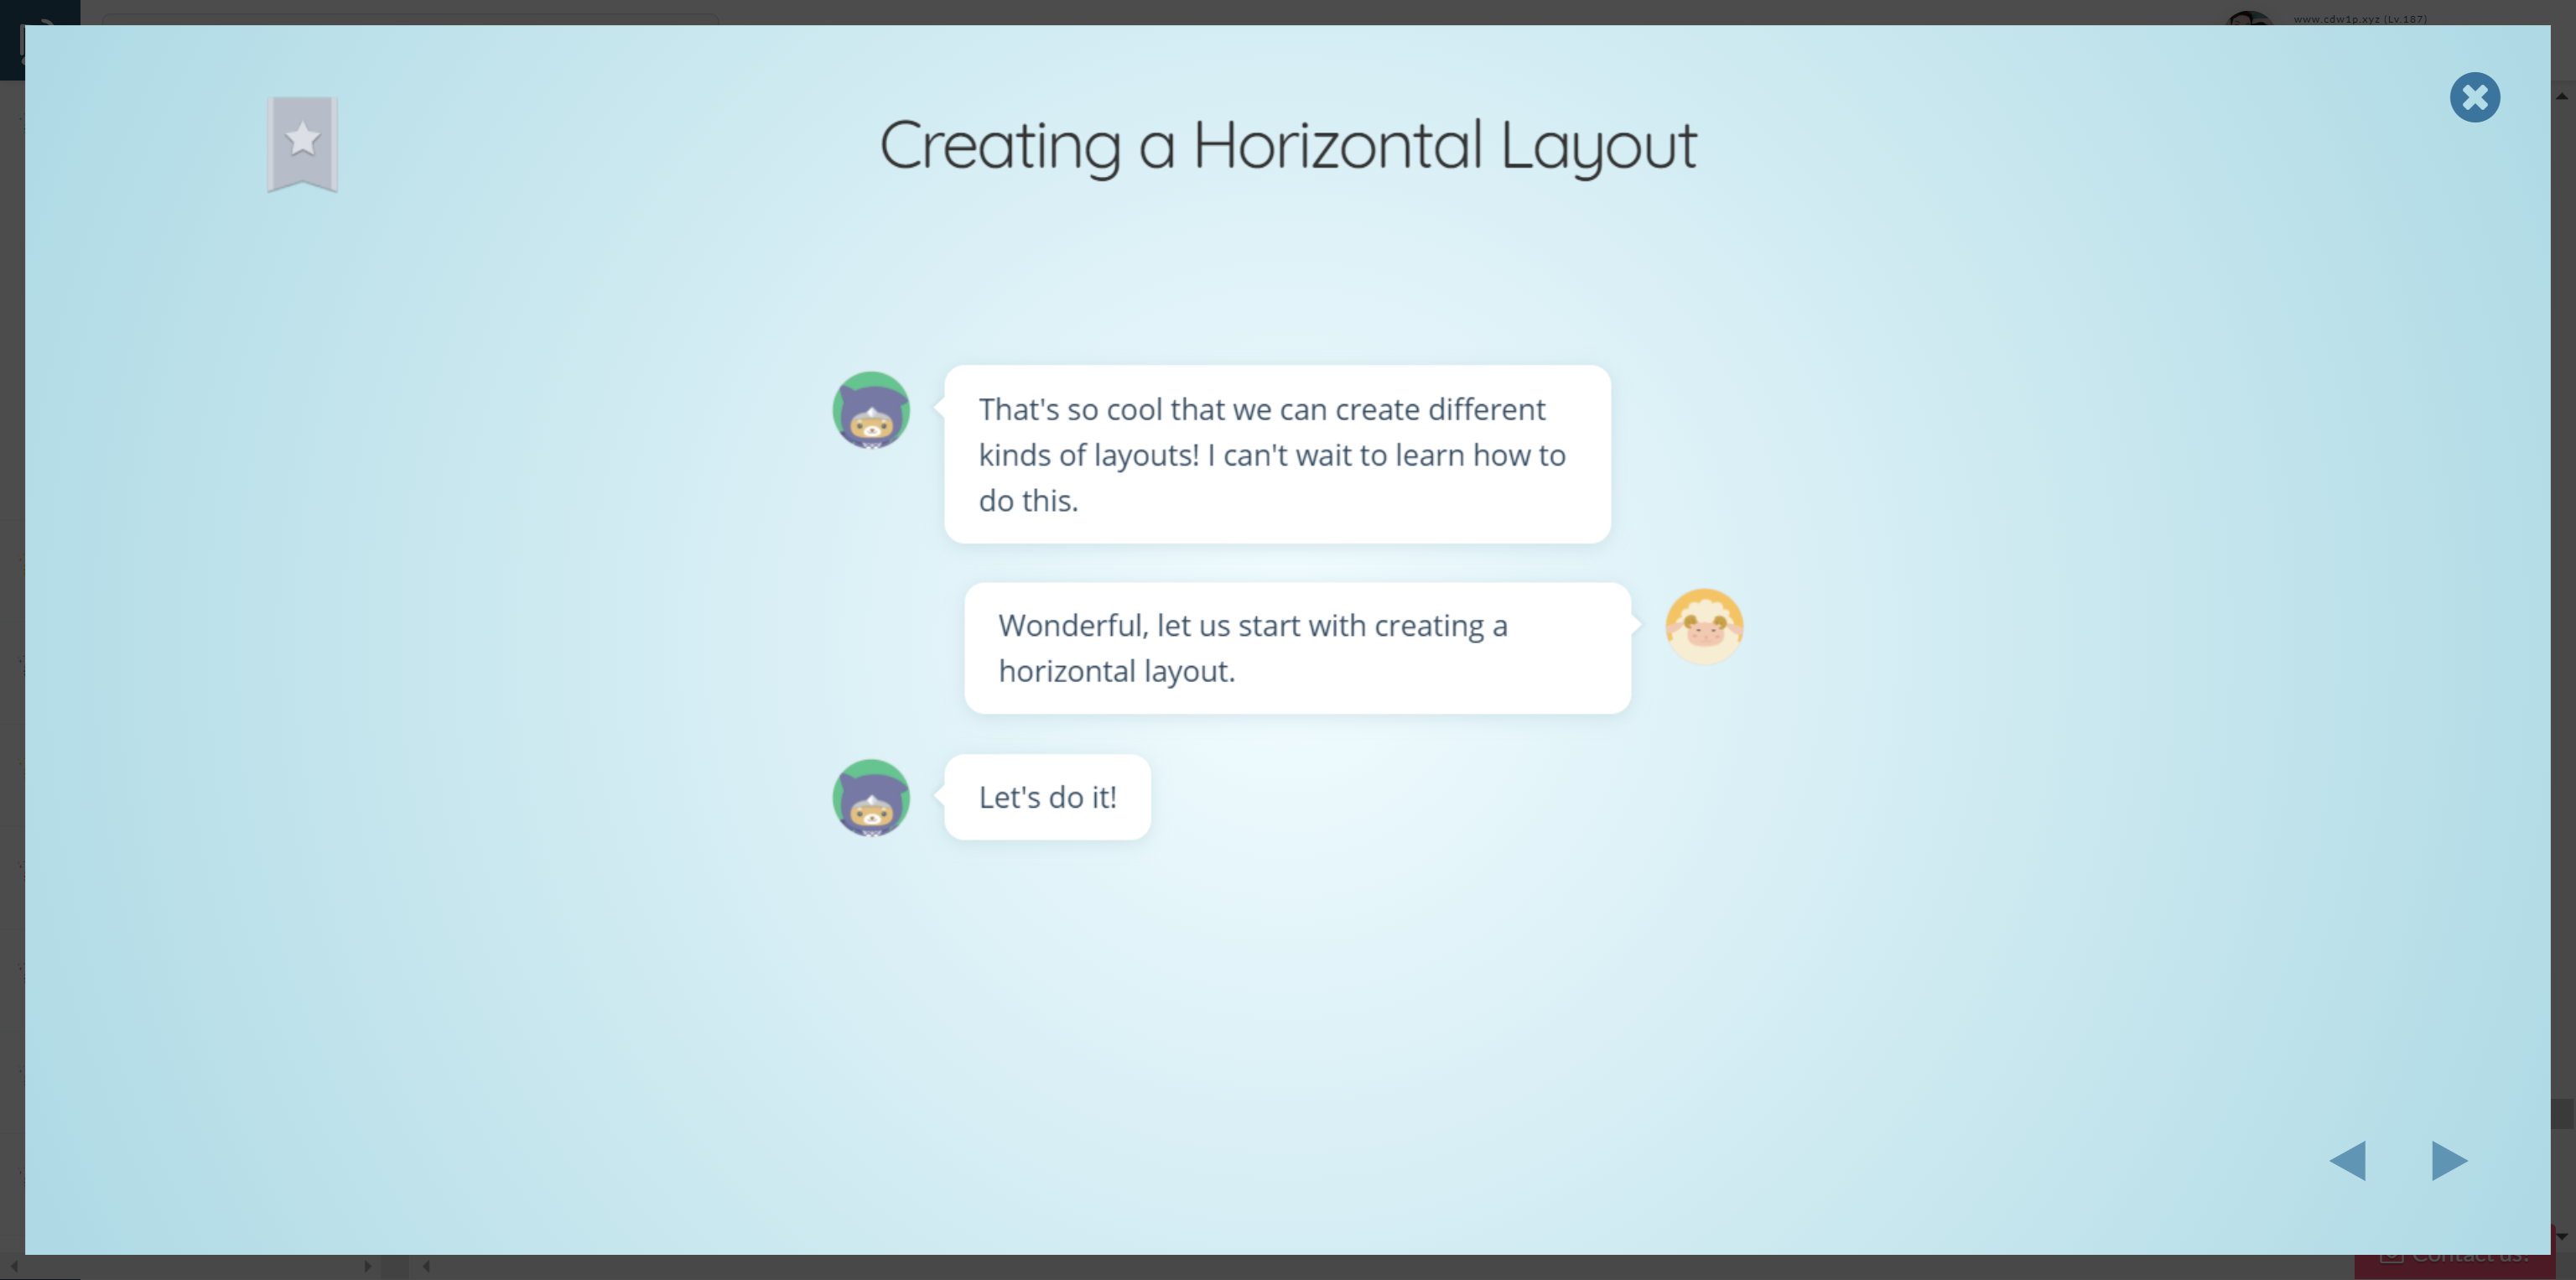 www.cdw1p.xyz (Lv.187)
Creating a Horizontal Layout
That's so cool that we can create different
kinds of layouts! I can't wait to learn how to
do this.
Wonderful, let us start with creating a
horizontal layout.
Let's do it!
Contact us!